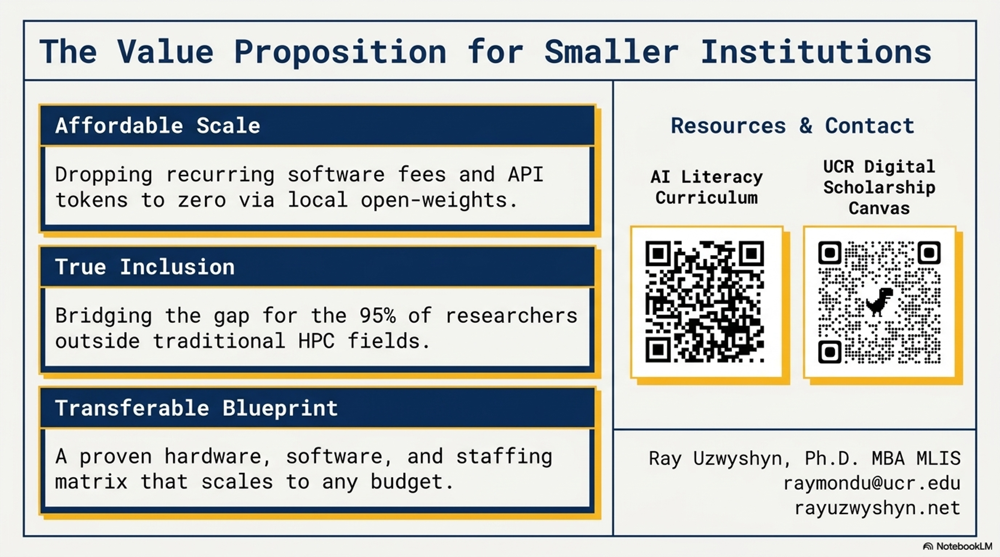 The Value Proposition for Smaller Institutions
Affordable Scale
Dropping recurring software fees and API
tokens to zero via local open-weights.
True Inclusion
Bridging the gap for the 95% of researchers
outside traditional HPC fields.
Transferable Blueprint
A proven hardware, software, and staffing
matrix that scales to any budget.
Resources & Contact
AI Literacy
Curriculum
UCR Digital
Scholarship
Canvas
Ray Uzwyshyn, Ph.D. MBA MLIS
raymondu@ucr.edu
rayuzwyshyn.net
NotebookLM